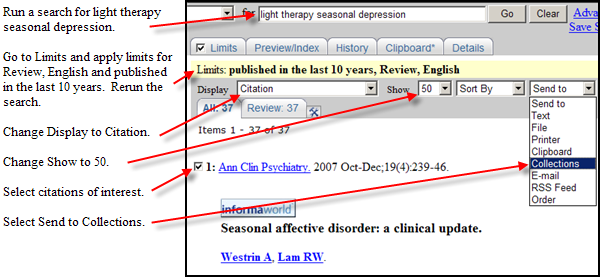 Run a search for light therapy
seasonal depression.
Go to Limits and apply limits for
Review, English and published
in the last 10 years. Rerun the
search.
Change Display to Citation.
Change Show to 50.
Select citations of interest.
Select Send to Collections.
for light therapy seasonal depression Go Clear Adva
Save S
Limits Preview/Index History Clipboard* Details
Limits: published in the last 10 years, Review, English
Display Citation Show 50 Sort By Send to
All: 37 Review: 37
Items 1 - 37 of 37
Send to
Text
File
Printer
Clipboard
Collections
E-mail
RSS Feed
Order
1: Ann Clin Psychiatry. 2007 Oct-Dec;19(4):239-46.
informaworld
Seasonal affective disorder: a clinical update.
Westrin A, Lam RW.